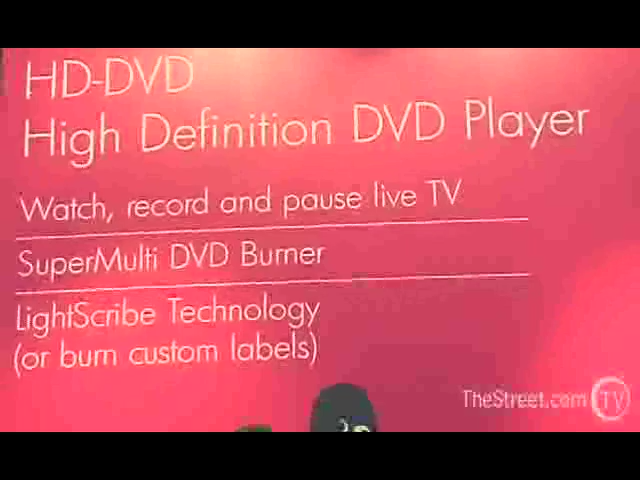 HD-DVD
High Definition DVD Player
Watch, record and pause live TV
SuperMulti DVD Burner
LightScribe Technology
(or burn custom labels)
TheStreet.com TV